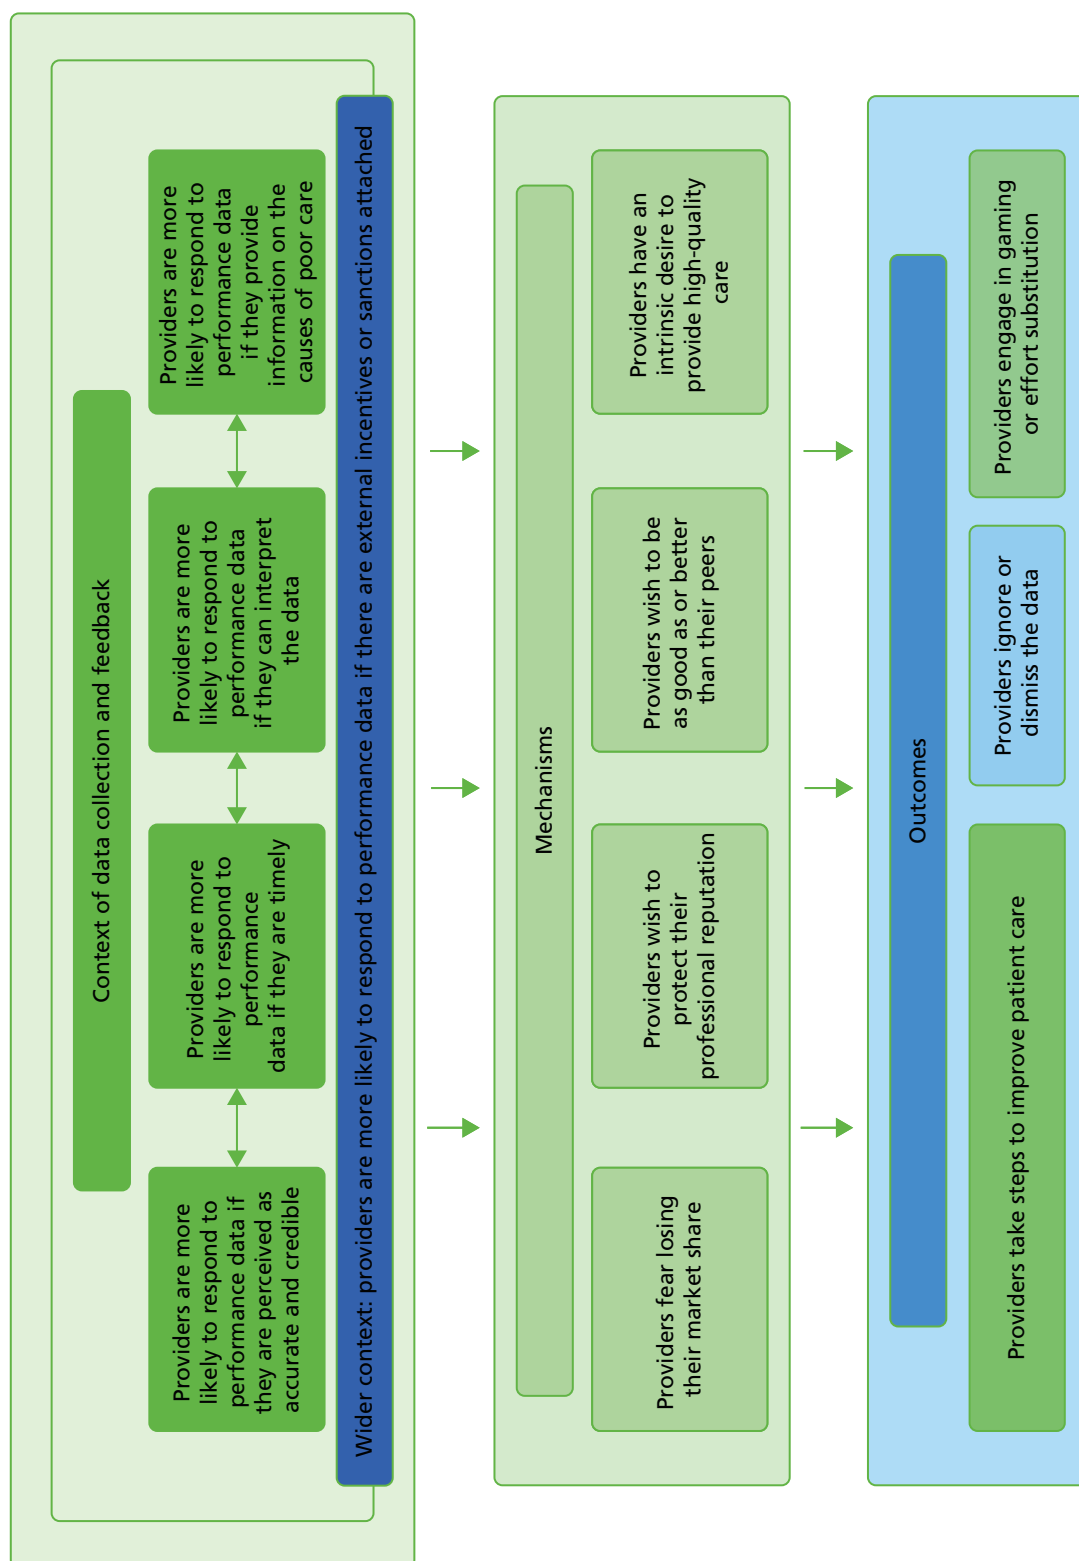 Context of data collection and feedback
Providers are more
likely to respond to
performance data if
they are perceived as
accurate and credible
Providers are more
likely to respond to
performance
data if they are timely
Providers are more
likely to respond to
performance data
if they can interpret
the data
Providers are more
likely to respond to
performance data
if they provide
information on the
causes of poor care
Wider context: providers are more likely to respond to performance data if there are external incentives or sanctions attached
Mechanisms
Providers fear losing
their market share
Providers wish to
protect their
professional reputation
Providers wish to be
as good as or better
than their peers
Providers have an
intrinsic desire to
provide high-quality
care
Outcomes
Providers take steps to improve patient care
Providers ignore or
dismiss the data
Providers engage in gaming
or effort substitution